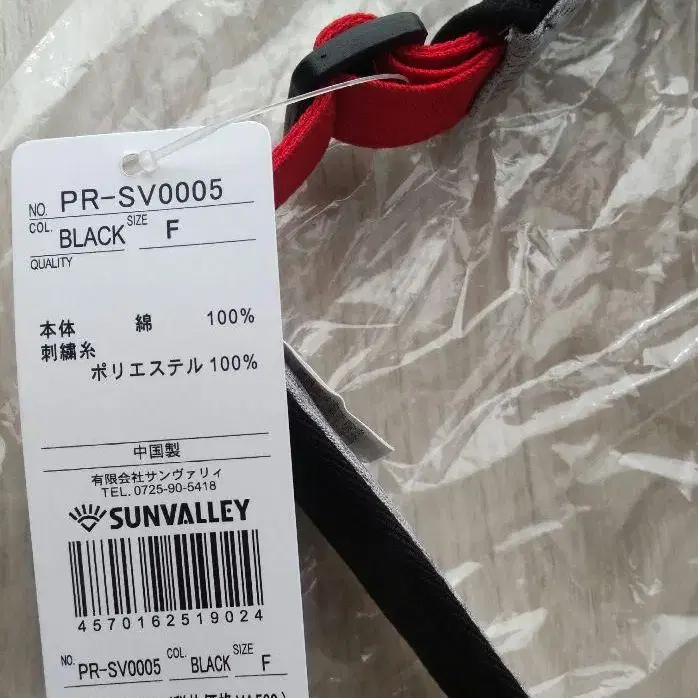 NO. PR-SV0005
COL. BLACK SIZE F
QUALITY
本体 綿 100%
刺繍糸
ポリエステル 100%
中国製
有限会社サンヴァリィ
TEL. 0725-90-5418
SUNVALLEY
4570162519024
NO. PR-SV0005 COL. BLACK SIZE F